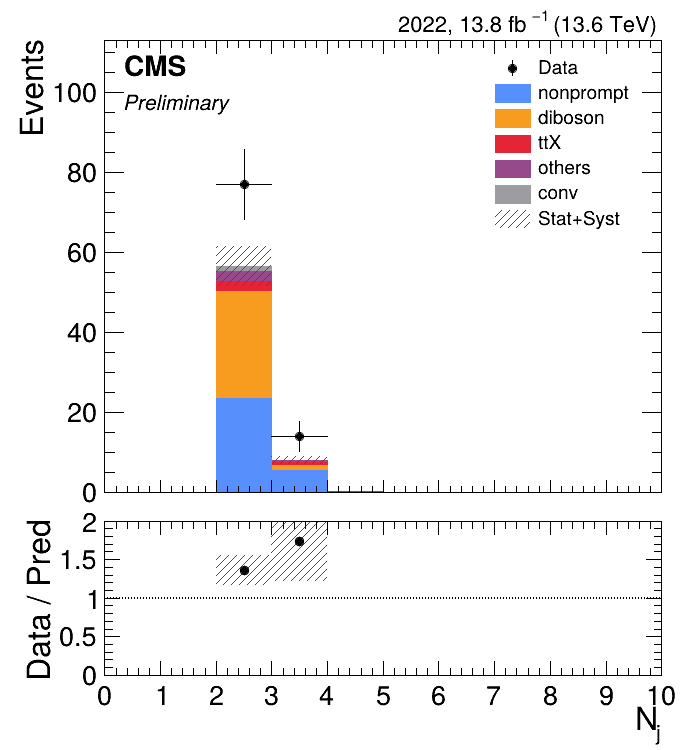 2022, 13.8 fb⁻¹ (13.6 TeV)
CMS
Preliminary
Events
100
80
60
40
20
0
Data
nonprompt
diboson
ttX
others
conv
Stat+Syst
Data / Pred
2
1.5
1
0.5
0
0 1 2 3 4 5 6 7 8 9 10
Nj